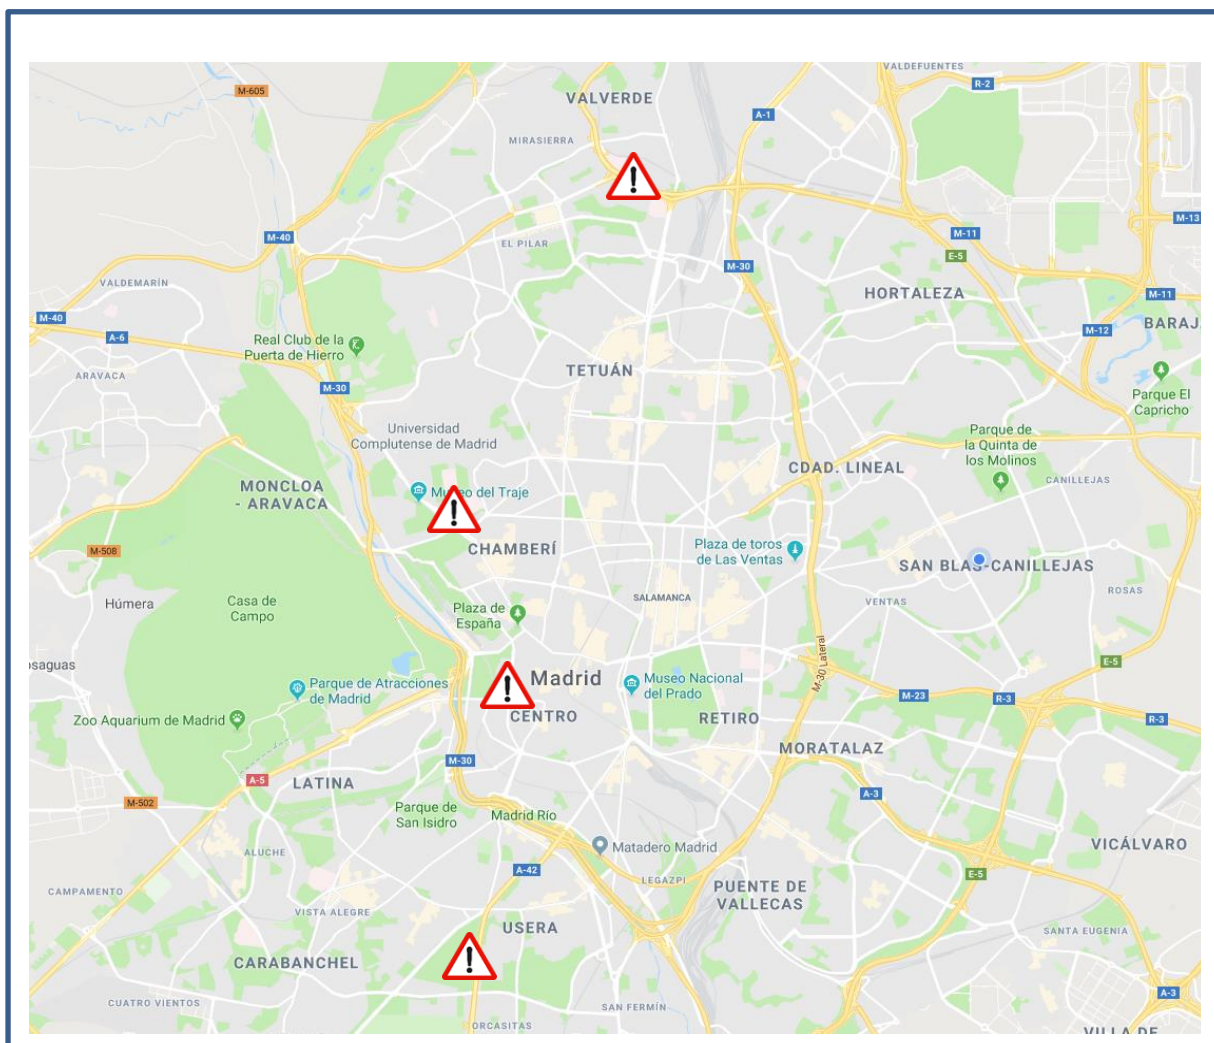 VALDEFUENTES
R-2
M-605
VALVERDE
A-1
MIRASIERRA
M-13
M-40
EL PILAR
M-11
E-5
M-30
VALDEMARÍN
HORTALEZA
M-11
M-40
A-6
M-12
BARAJ
Real Club de la
Puerta de Hierro
ARAVACA
TETUÁN
M-30
Parque El
Capricho
Universidad
Complutense de Madrid
Parque de
la Quinta de
los Molinos
CDAD. LINEAL
CANILLEJAS
MONCLOA
- ARAVACA
Museo del Traje
M-508
CHAMBERÍ
Plaza de toros
de Las Ventas
SAN BLAS-CANILLEJAS
ROSAS
Húmera
Casa de
Campo
SALAMANCA
VENTAS
Plaza de
España
osaguas
M-30 Lateral
E-5
Parque de Atracciones
de Madrid
Madrid
Museo Nacional
del Prado
M-23
R-3
R-3
Zoo Aquarium de Madrid
CENTRO
RETIRO
MORATALAZ
M-30
A-5
LATINA
A-3
M-502
Parque de
San Isidro
Madrid Río
Matadero Madrid
VICÁLVARO
ALUCHE
A-42
LEGAZPI
E-5
CAMPAMENTO
PUENTE DE
VALLECAS
VISTA ALEGRE
USERA
SANTA EUGENIA
CARABANCHEL
A-3
CUATRO VIENTOS
SAN FERMÍN
ORCASITAS
VILLA DE